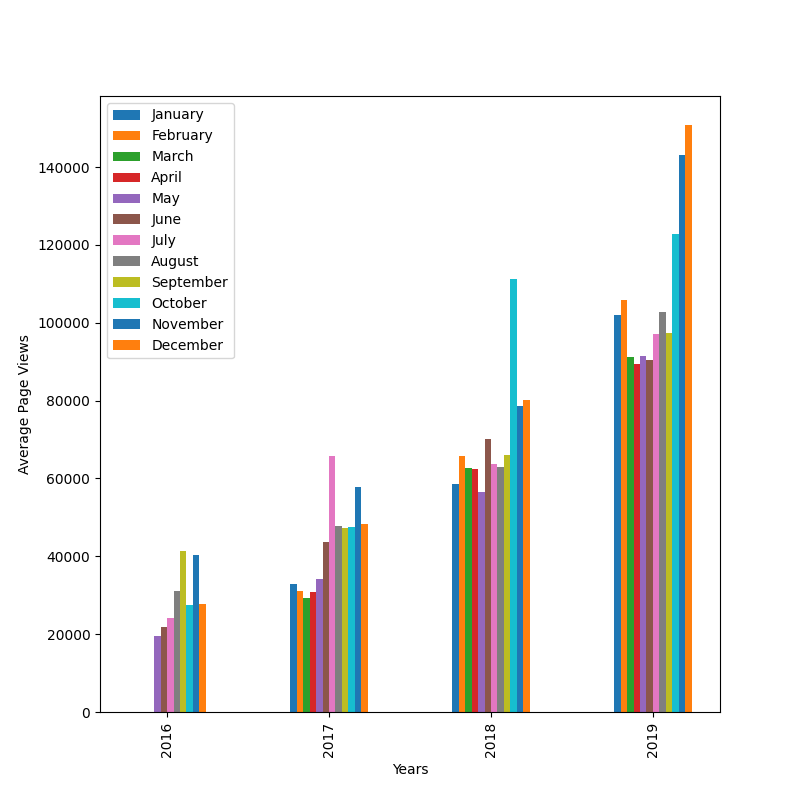 January
February
March
April
May
June
July
August
September
October
November
December
Average Page Views
140000
120000
100000
80000
60000
40000
20000
0
2016
2017
2018
2019
Years